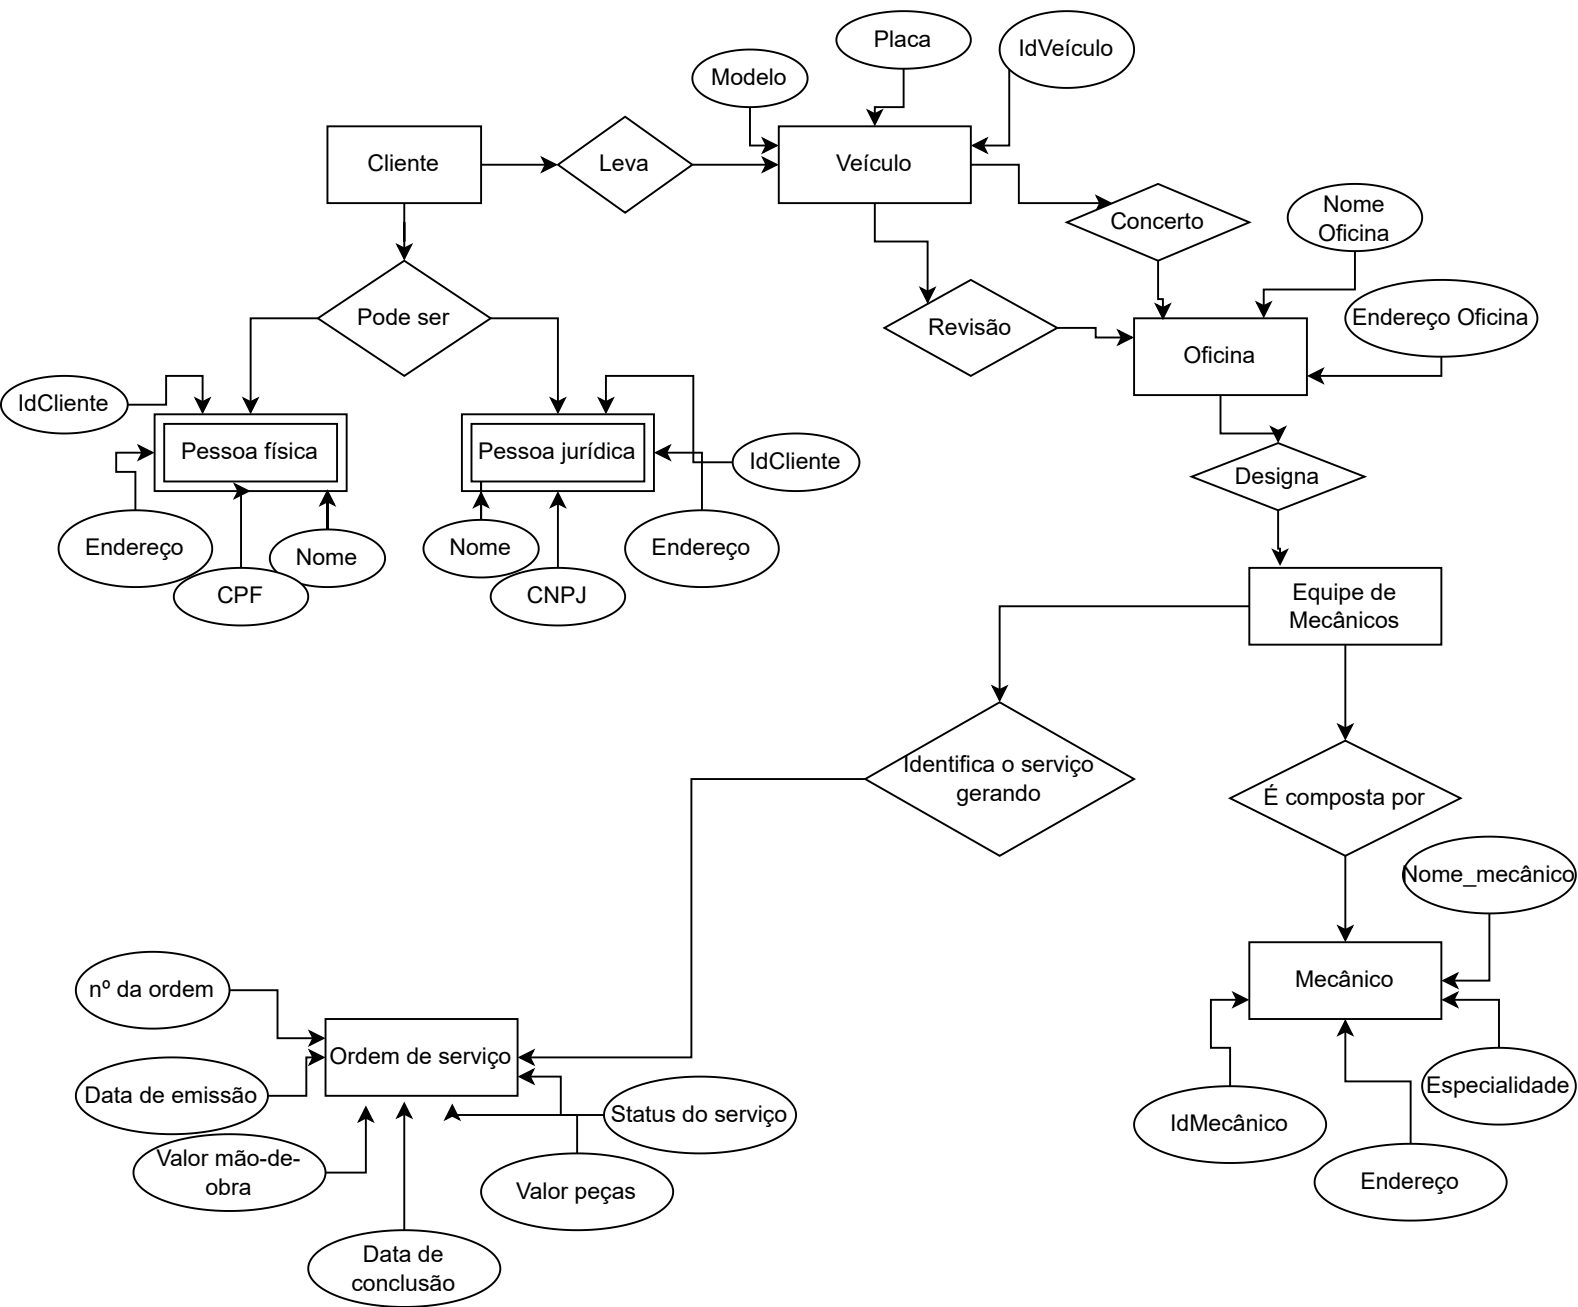 Placa
IdVeículo
Modelo
Cliente
Leva
Veículo
Concerto
Nome
Oficina
Pode ser
Revisão
Endereço Oficina
Oficina
IdCliente
Pessoa física
Pessoa jurídica
IdCliente
Designa
Endereço
Nome
CPF
Nome
CNPJ
Endereço
Equipe de
Mecânicos
Identifica o serviço
gerando
É composta por
Nome_mecânico
nº da ordem
Mecânico
Ordem de serviço
Data de emissão
Status do serviço
Especialidade
IdMecânico
Valor mão-de-
obra
Valor peças
Endereço
Data de
conclusão